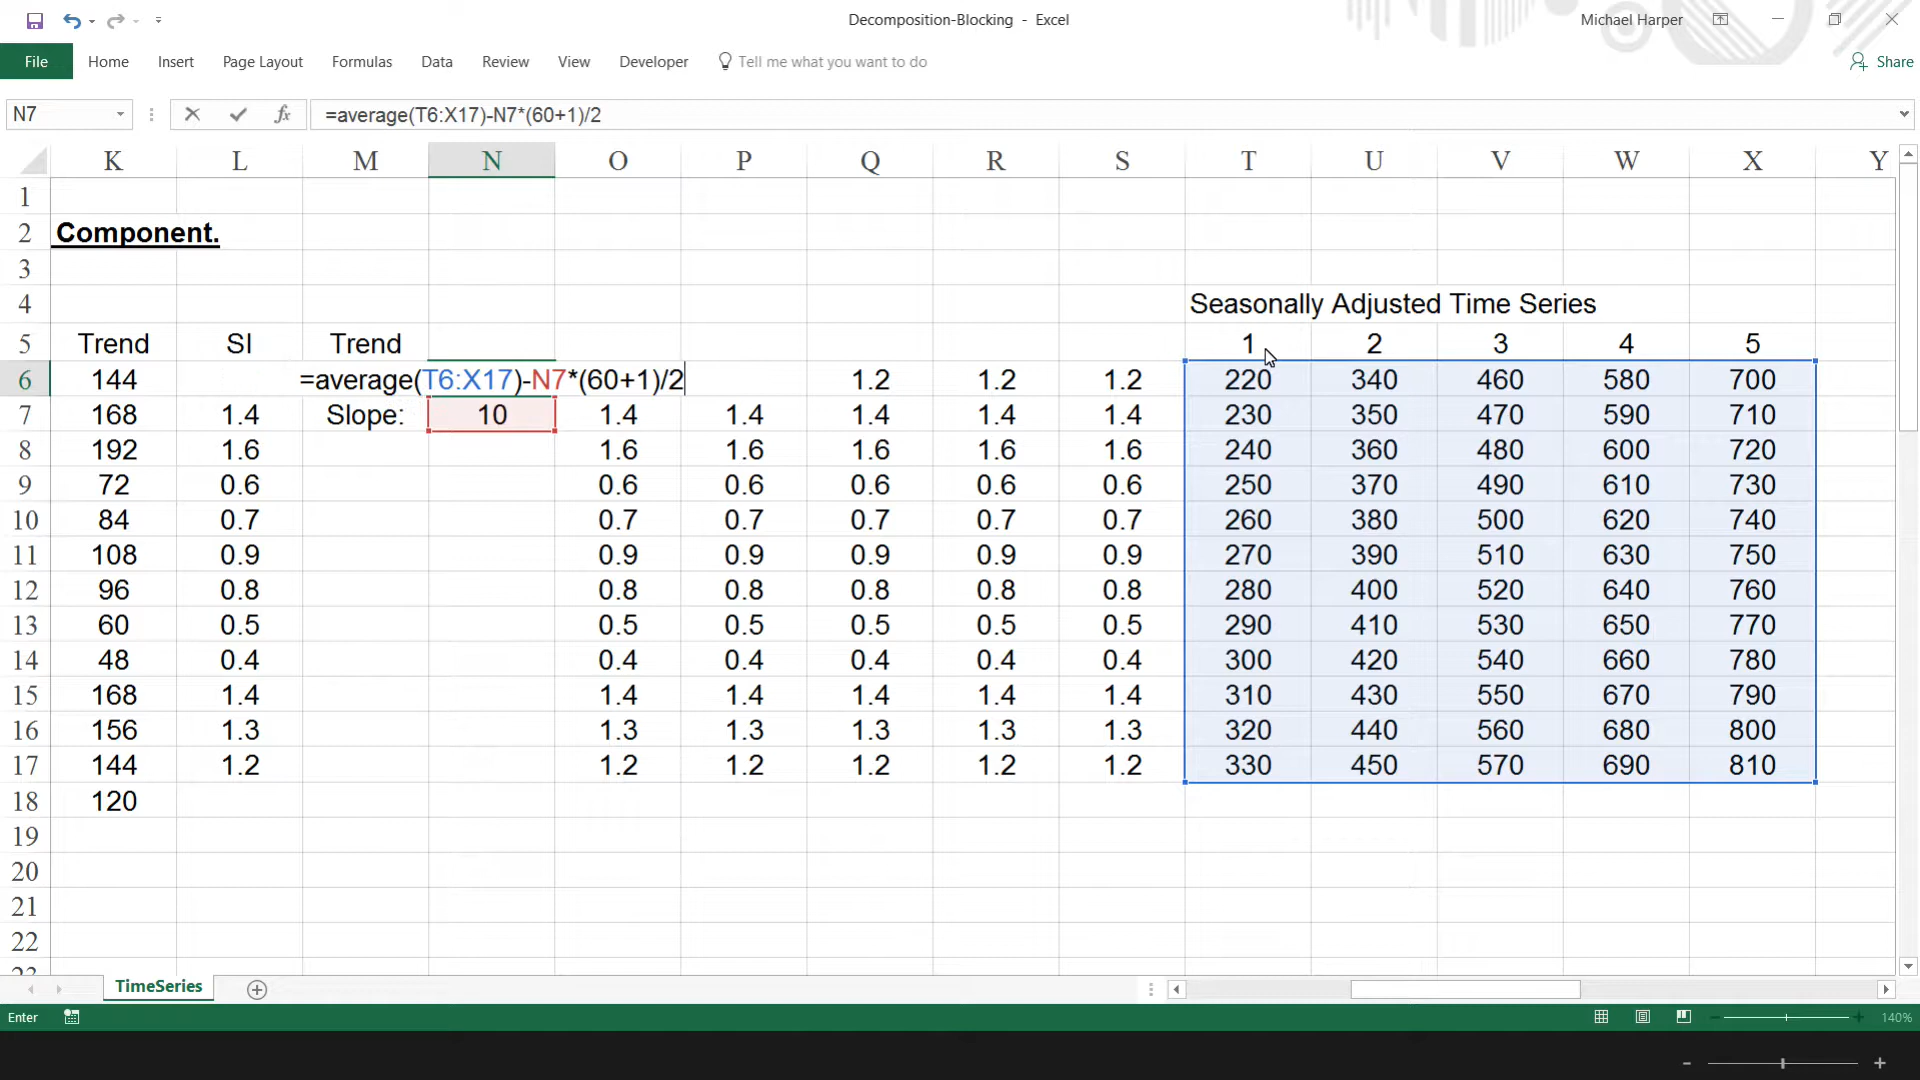 Decomposition-Blocking - Excel
Michael Harper
File Home Insert Page Layout Formulas Data Review View Developer Tell me what you want to do Share
N7 fx =average(T6:X17)-N7*(60+1)/2
K L M N O P Q R S T U V W X Y
1
2 Component.
3
4 Seasonally Adjusted Time Series
5 Trend SI Trend 1 2 3 4 5
6 144 =average(T6:X17)-N7*(60+1)/2 1.2 1.2 1.2 220 340 460 580 700
7 168 1.4 Slope: 10 1.4 1.4 1.4 1.4 1.4 230 350 470 590 710
8 192 1.6 1.6 1.6 1.6 1.6 1.6 240 360 480 600 720
9 72 0.6 0.6 0.6 0.6 0.6 0.6 250 370 490 610 730
10 84 0.7 0.7 0.7 0.7 0.7 0.7 260 380 500 620 740
11 108 0.9 0.9 0.9 0.9 0.9 0.9 270 390 510 630 750
12 96 0.8 0.8 0.8 0.8 0.8 0.8 280 400 520 640 760
13 60 0.5 0.5 0.5 0.5 0.5 0.5 290 410 530 650 770
14 48 0.4 0.4 0.4 0.4 0.4 0.4 300 420 540 660 780
15 168 1.4 1.4 1.4 1.4 1.4 1.4 310 430 550 670 790
16 156 1.3 1.3 1.3 1.3 1.3 1.3 320 440 560 680 800
17 144 1.2 1.2 1.2 1.2 1.2 1.2 330 450 570 690 810
18 120
19
20
21
22
23
TimeSeries
Enter 140%